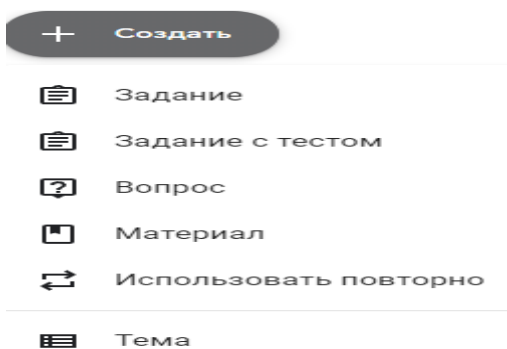 Создать
Задание
Задание с тестом
Вопрос
Материал
Использовать повторно
Тема